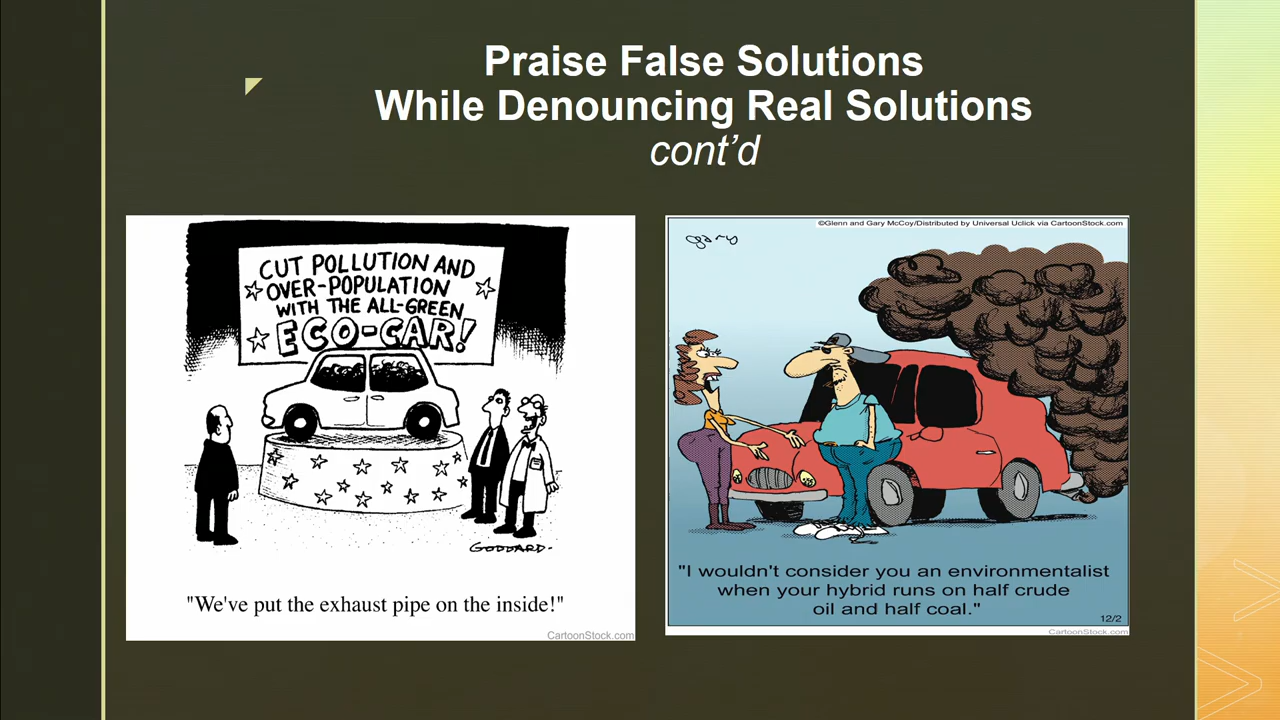 Praise False Solutions
While Denouncing Real Solutions
cont’d
CUT POLLUTION AND
OVER-POPULATION
WITH THE ALL-GREEN
ECO-CAR!
GODDARD-
"We've put the exhaust pipe on the inside!"
CartoonStock.com
©Glenn and Gary McCoy/Distributed by Universal Uclick via CartoonStock.com
gary
"I wouldn't consider you an environmentalist
when your hybrid runs on half crude
oil and half coal."
12/2
CartoonStock.com